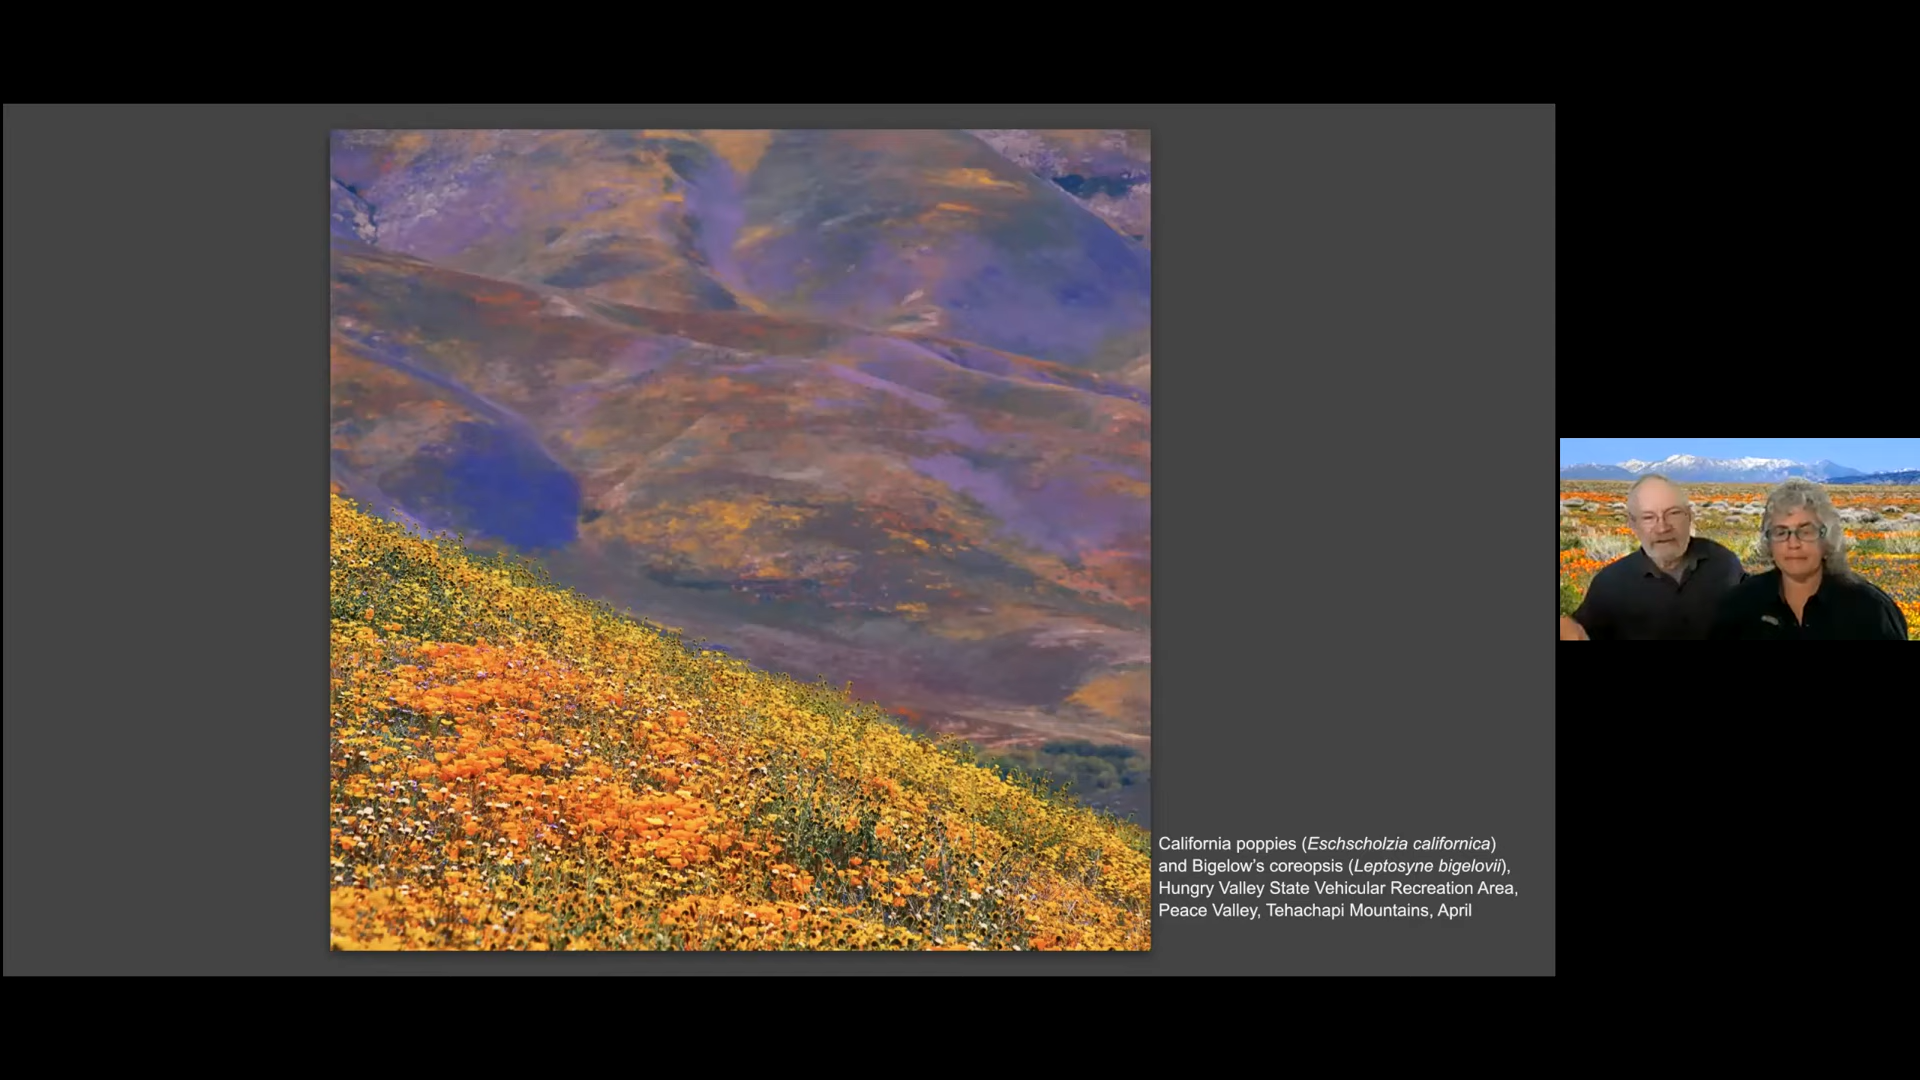 California poppies (Eschscholzia californica)
and Bigelow’s coreopsis (Leptosyne bigelovii),
Hungry Valley State Vehicular Recreation Area,
Peace Valley, Tehachapi Mountains, April